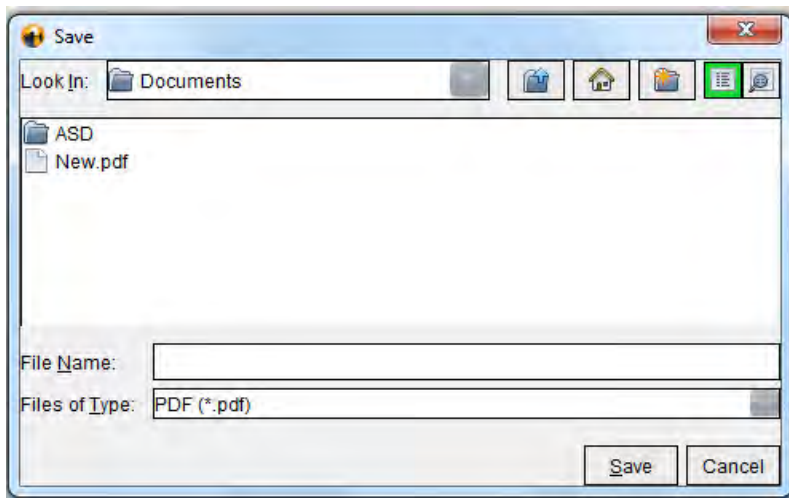 Save
Look In: Documents
ASD
New.pdf
File Name:
Files of Type: PDF (*.pdf)
Save Cancel